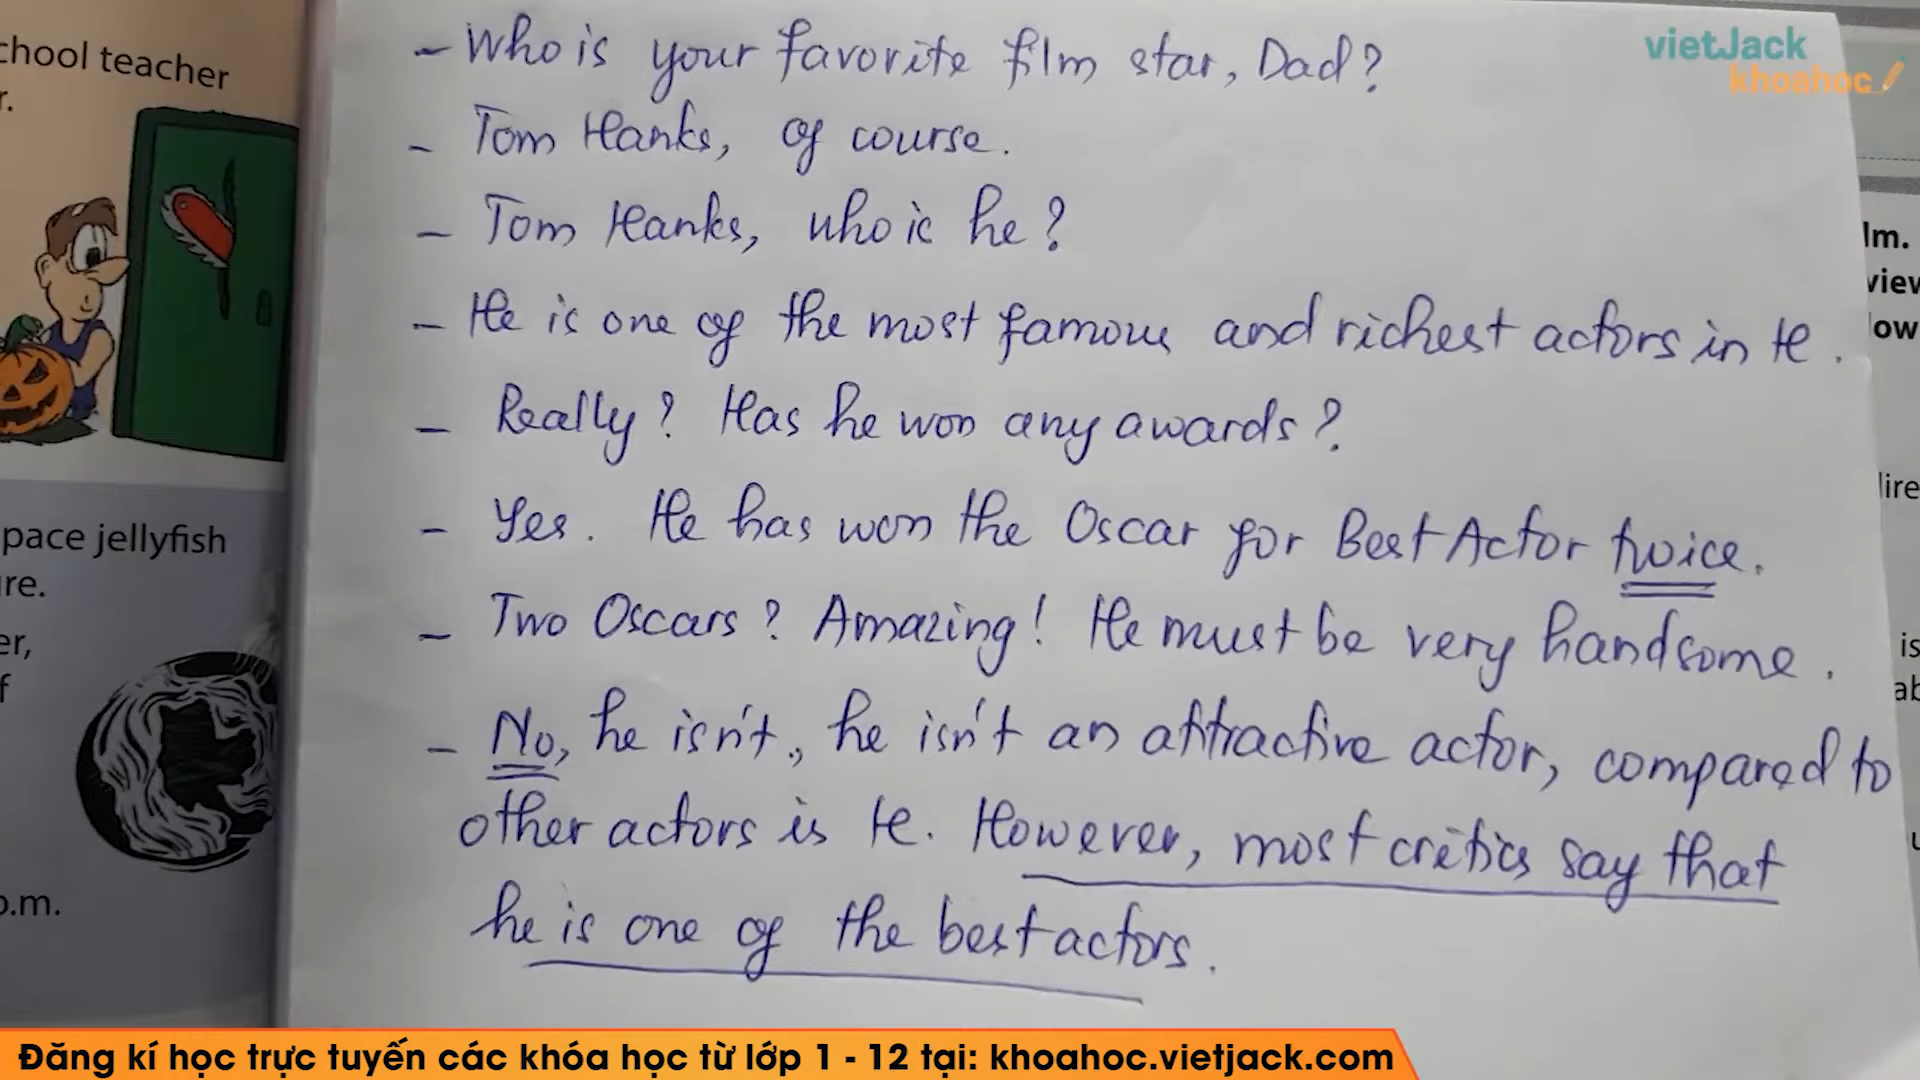 chool teacher
r.
pace jellyfish
ire.
er,
f
p.m.
- Who is your favorite film star, Dad?
- Tom Hanks, of course.
- Tom Hanks, who is he?
- He is one of the most famous and richest actors in te.
- Really? Has he won any awards?
- Yes. He has won the Oscar for Best Actor twice.
- Two Oscars? Amazing! He must be very handsome.
- No, he isn't., he isn't an attractive actor, compared to
other actors is te. However, most critics say that
he is one of the best actors.
vietJack
khoahoc
lm.
view
low
lire
is
ab
Đăng kí học trực tuyến các khóa học từ lớp 1 - 12 tại: khoahoc.vietjack.com